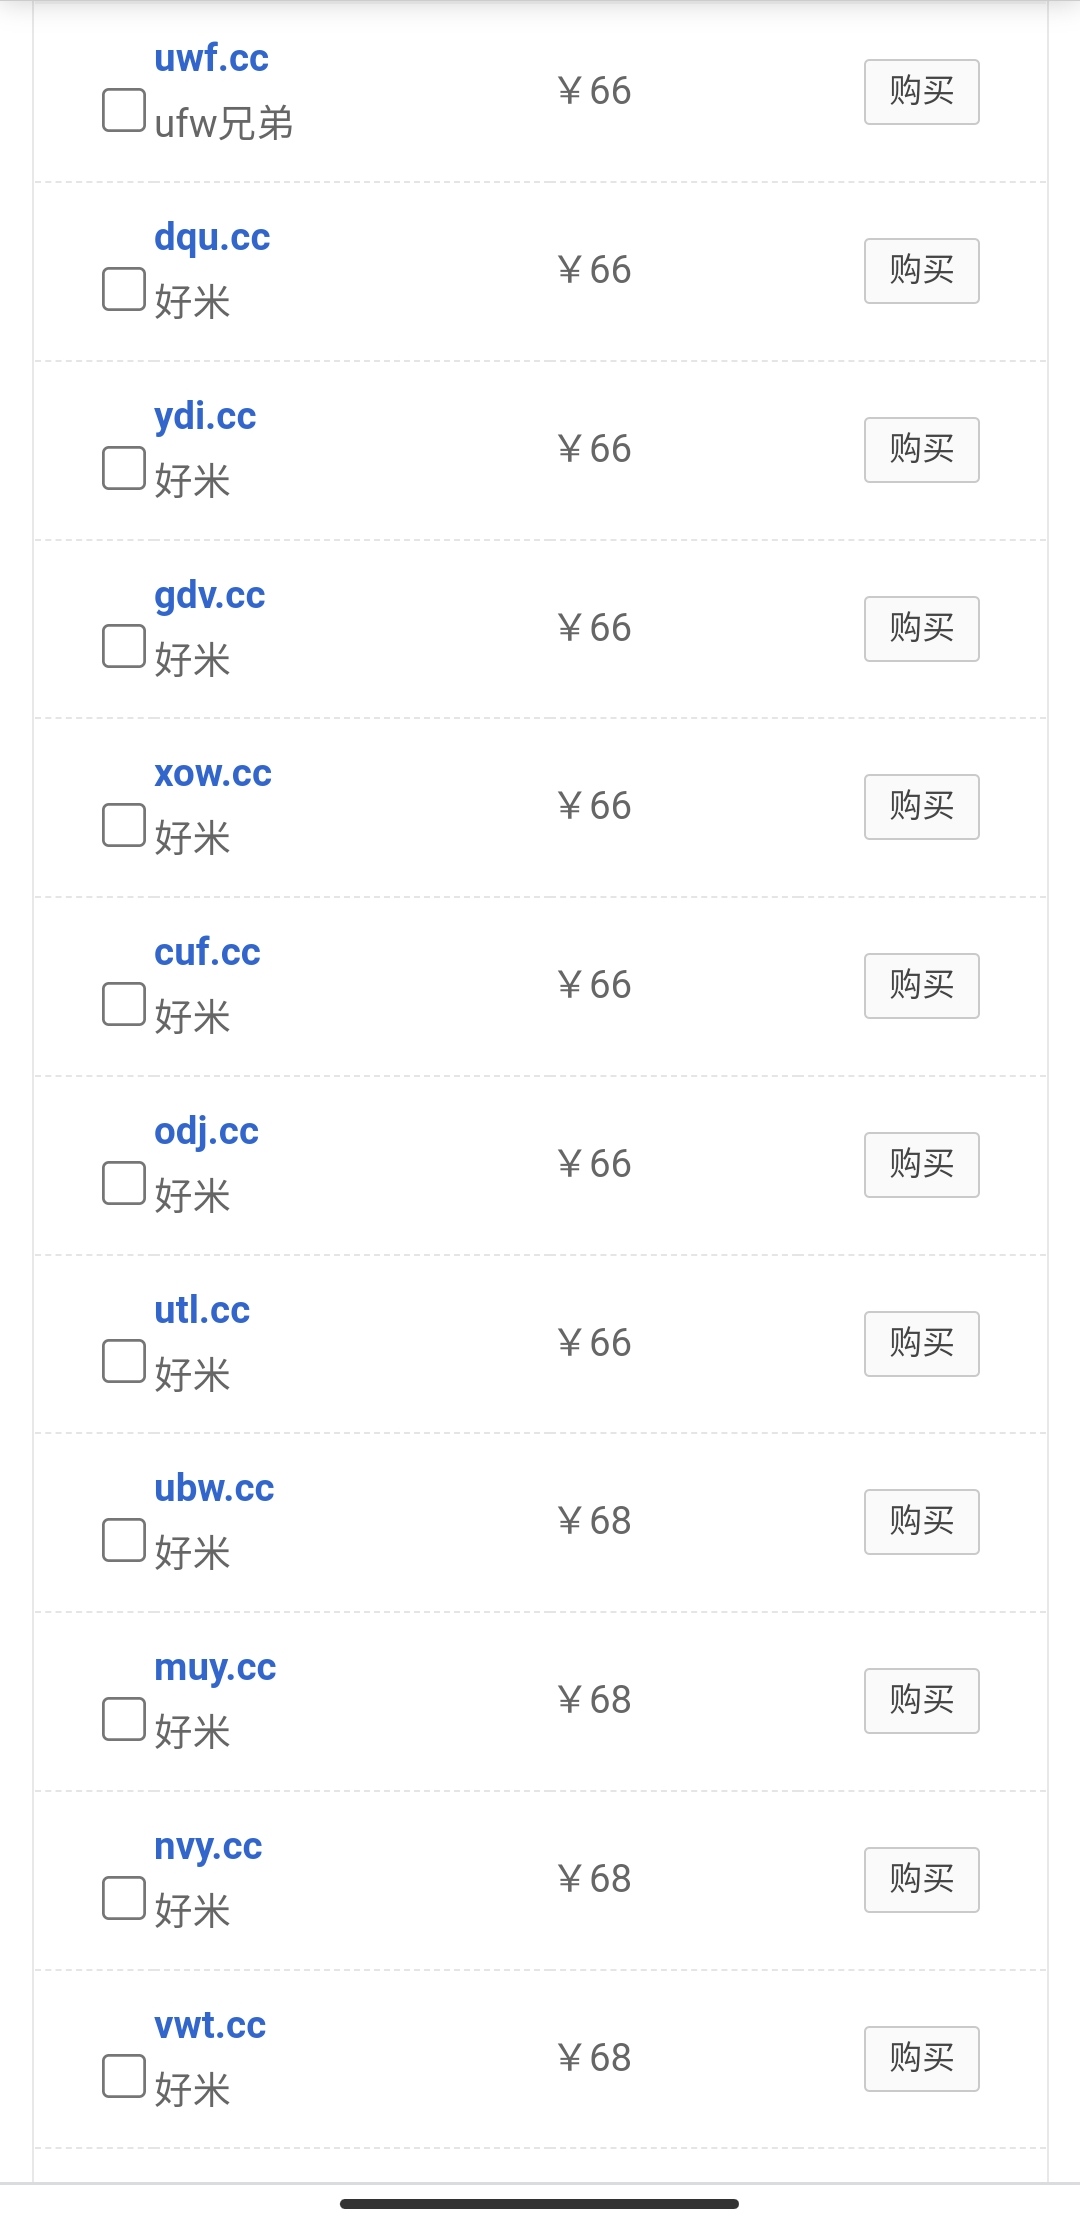 uwf.cc
ufw兄弟
￥66
购买
dqu.cc
好米
￥66
购买
ydi.cc
好米
￥66
购买
gdv.cc
好米
￥66
购买
xow.cc
好米
￥66
购买
cuf.cc
好米
￥66
购买
odj.cc
好米
￥66
购买
utl.cc
好米
￥66
购买
ubw.cc
好米
￥68
购买
muy.cc
好米
￥68
购买
nvy.cc
好米
￥68
购买
vwt.cc
好米
￥68
购买